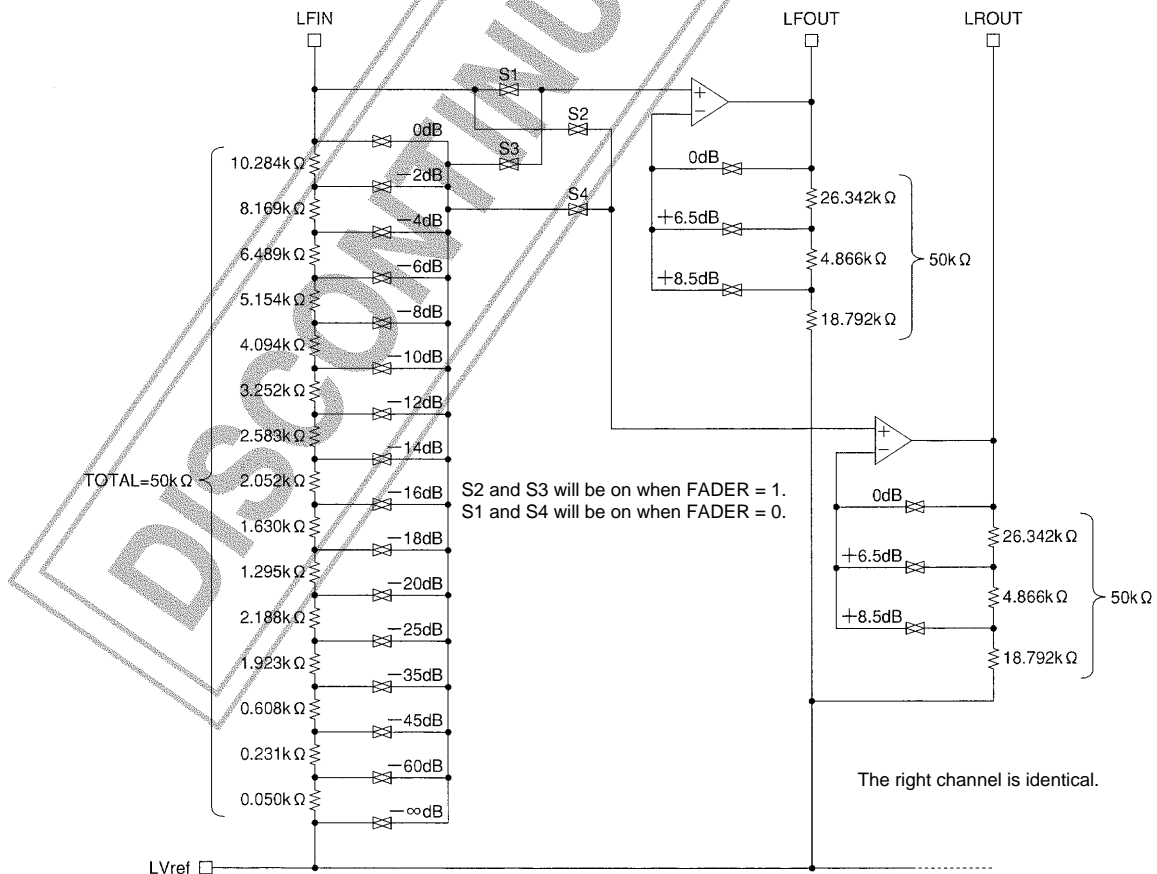 LFIN
LFOUT
LROUT
S1
S2
S3
S4
0dB
10.284kΩ
−2dB
8.169kΩ
−4dB
6.489kΩ
−6dB
5.154kΩ
−8dB
4.094kΩ
−10dB
3.252kΩ
−12dB
2.583kΩ
−14dB
2.052kΩ
−16dB
1.630kΩ
−18dB
1.295kΩ
−20dB
2.188kΩ
−25dB
1.923kΩ
−35dB
0.608kΩ
−45dB
0.231kΩ
−60dB
0.050kΩ
−∞dB
TOTAL=50kΩ
+
−
0dB
26.342kΩ
+6.5dB
4.866kΩ
+8.5dB
18.792kΩ
50kΩ
S2 and S3 will be on when FADER = 1.
S1 and S4 will be on when FADER = 0.
+
−
0dB
26.342kΩ
+6.5dB
4.866kΩ
+8.5dB
18.792kΩ
50kΩ
The right channel is identical.
LVref
DISCONTINU